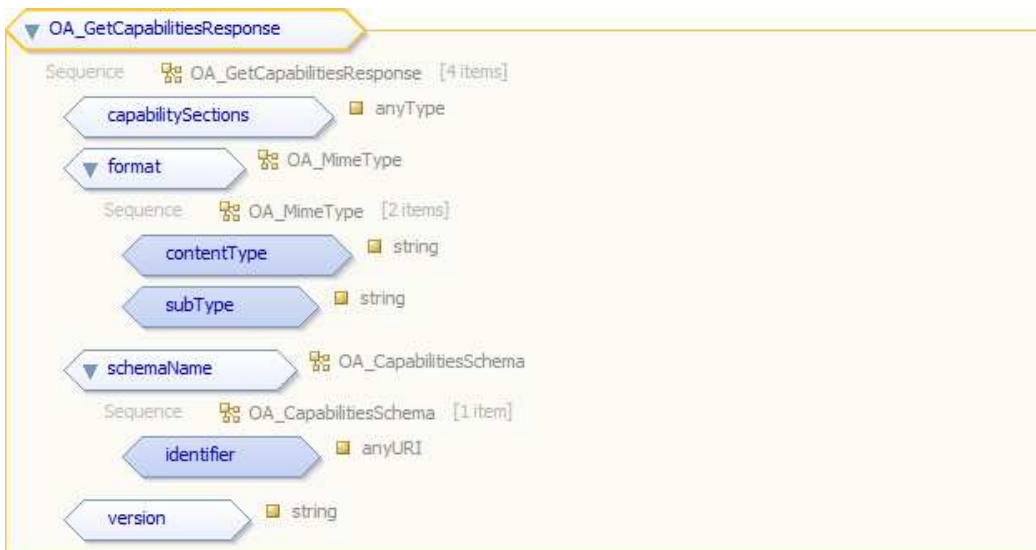 OA_GetCapabilitiesResponse
Sequence OA_GetCapabilitiesResponse [4 items]
capabilitySections anyType
format OA_MimeType
Sequence OA_MimeType [2 items]
contentType string
subType string
schemaName OA_CapabilitiesSchema
Sequence OA_CapabilitiesSchema [1 item]
identifier anyURI
version string